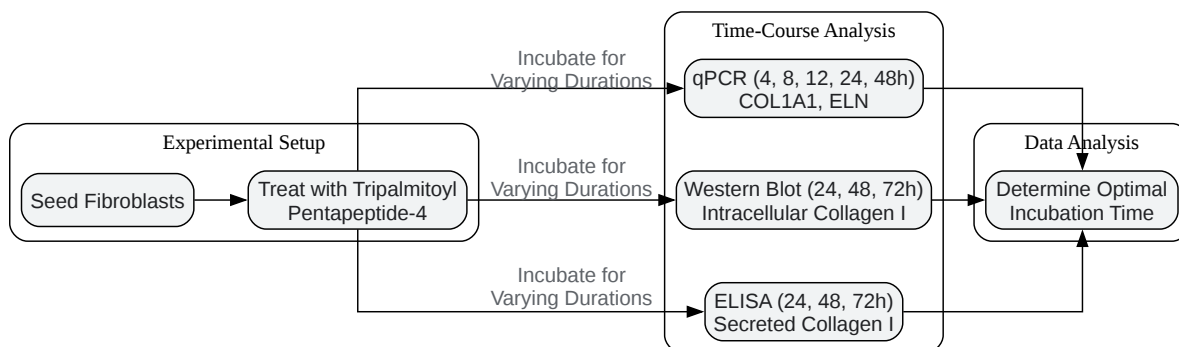 Experimental Setup
Seed Fibroblasts
Treat with Tripalmitoyl
Pentapeptide-4
Incubate for
Varying Durations
Incubate for
Varying Durations
Incubate for
Varying Durations
Time-Course Analysis
qPCR (4, 8, 12, 24, 48h)
COL1A1, ELN
Western Blot (24, 48, 72h)
Intracellular Collagen I
ELISA (24, 48, 72h)
Secreted Collagen I
Data Analysis
Determine Optimal
Incubation Time